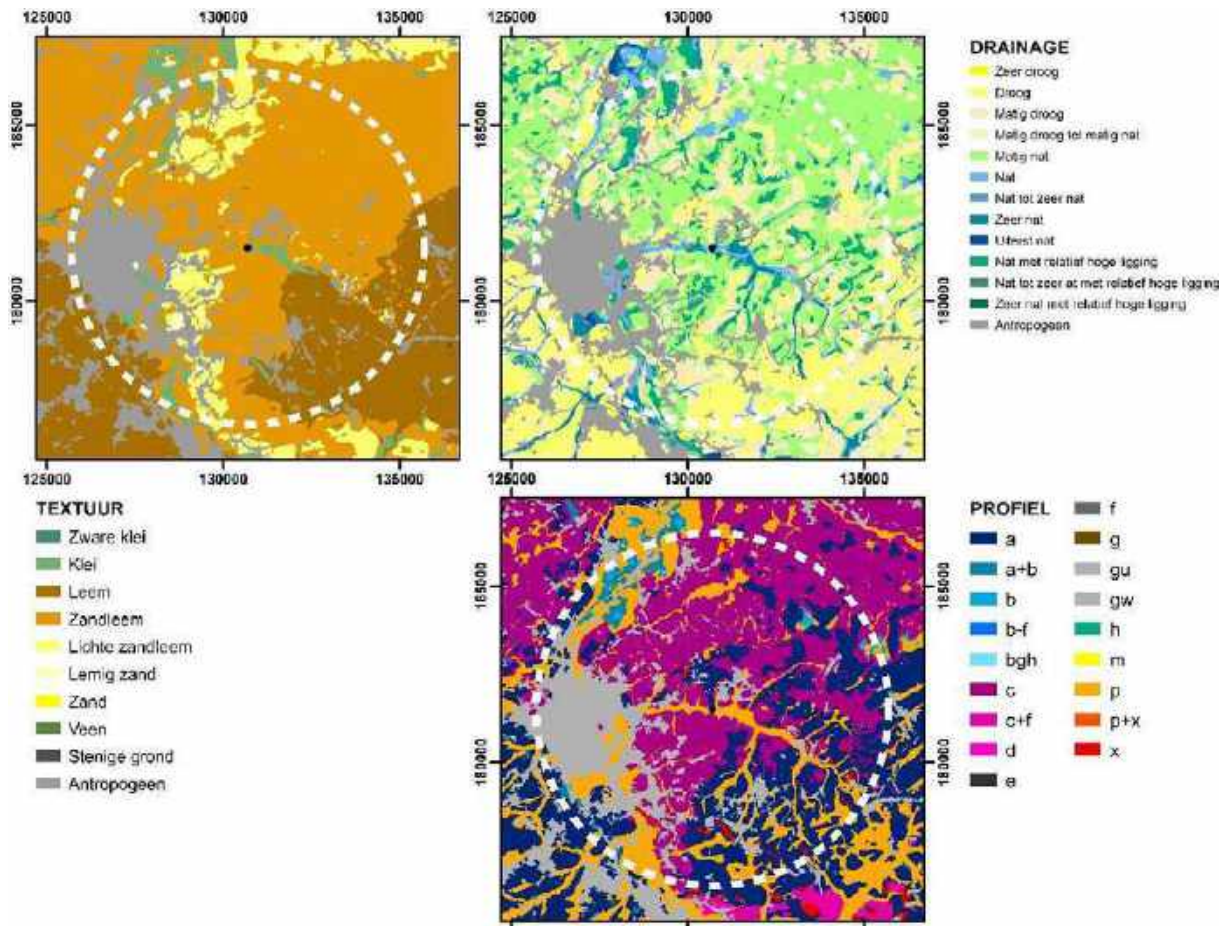 125000 130000 135000
125000 130000 135000
185000
180000
185000
180000
DRAINAGE
Zeer droog
Droog
Matig droog
Matig droog tot matig nat
Matig nat
Nat
Nat tot zeer nat
Zeer nat
Uiterst nat
Nat met relatief hoge ligging
Nat tot zeer at met relatief hoge ligging
Zeer nat met relatief hoge ligging
Antropogeen
125000 130000 135000
125000 130000 135000
TEXTUUR
Zware klei
Klei
Leem
Zandleem
Lichte zandleem
Lemig zand
Zand
Veen
Stenige grond
Antropogeen
185000
180000
PROFIEL
a
a+b
b
b-f
bgh
c
c+f
d
e
f
g
gu
gw
h
m
p
p+x
x